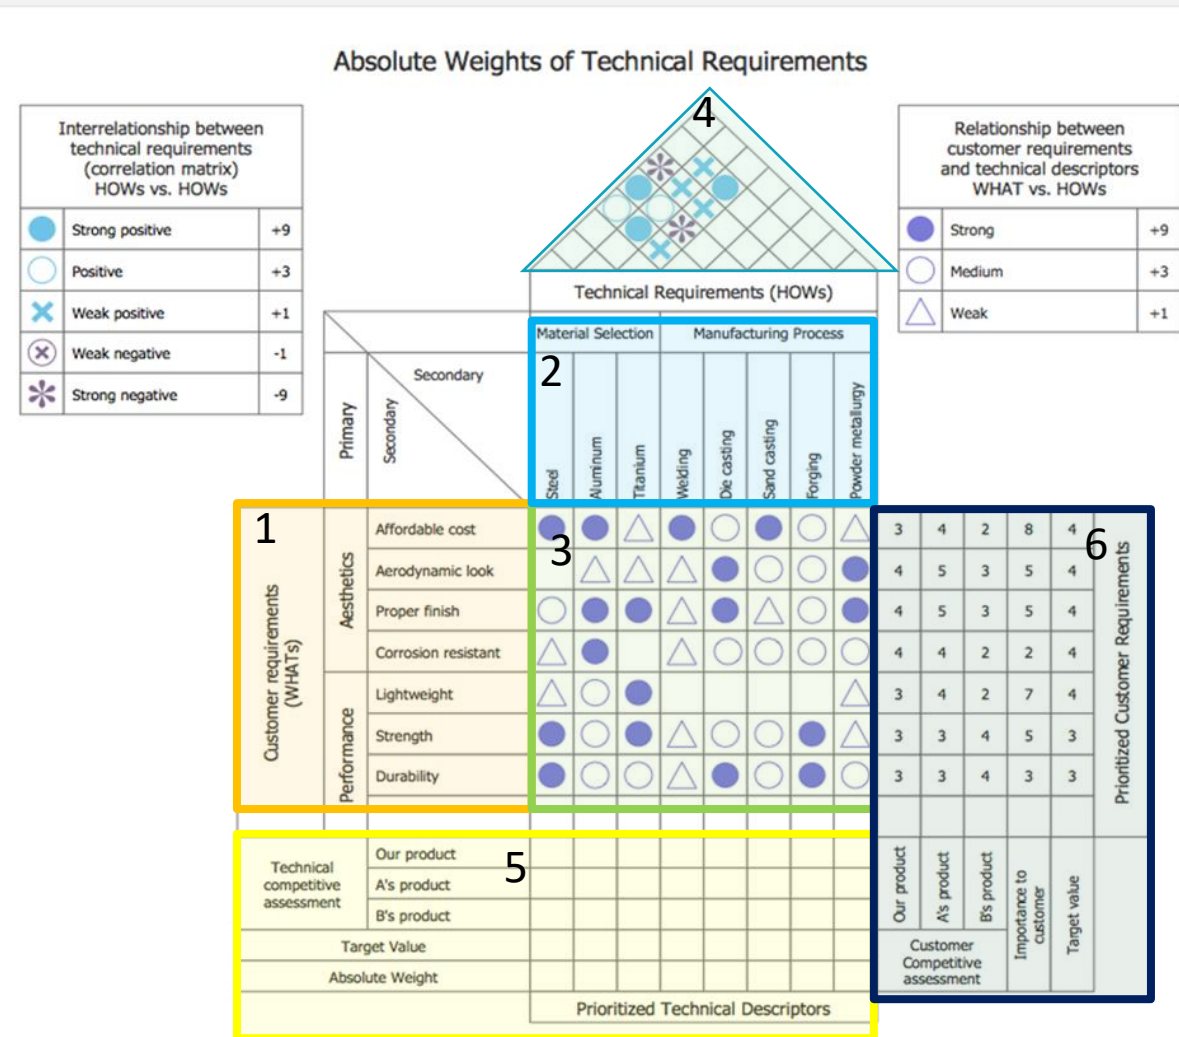 Absolute Weights of Technical Requirements
Interrelationship between
technical requirements
(correlation matrix)
HOWs vs. HOWs
Strong positive +9
Positive +3
Weak positive +1
Weak negative -1
Strong negative -9
4
Relationship between
customer requirements
and technical descriptors
WHAT vs. HOWs
Strong +9
Medium +3
Weak +1
Technical Requirements (HOWs)
Material Selection Manufacturing Process
2
Primary
Secondary
Secondary
Steel
Aluminum
Titanium
Welding
Die casting
Sand casting
Forging
Powder metallurgy
1
Customer requirements
(WHATs)
Aesthetics
Performance
3
6
Affordable cost 3 4 2 8 4
Aerodynamic look 4 5 3 5 4
Proper finish 4 5 3 5 4
Corrosion resistant 4 4 2 2 4
Lightweight 3 4 2 7 4
Strength 3 3 4 5 3
Durability 3 3 4 3 3
Prioritized Customer Requirements
5
Technical
competitive
assessment
Our product
A's product
B's product
Target Value
Absolute Weight
Prioritized Technical Descriptors
Our product
A's product
B's product
Importance to
customer
Target value
Customer
Competitive
assessment